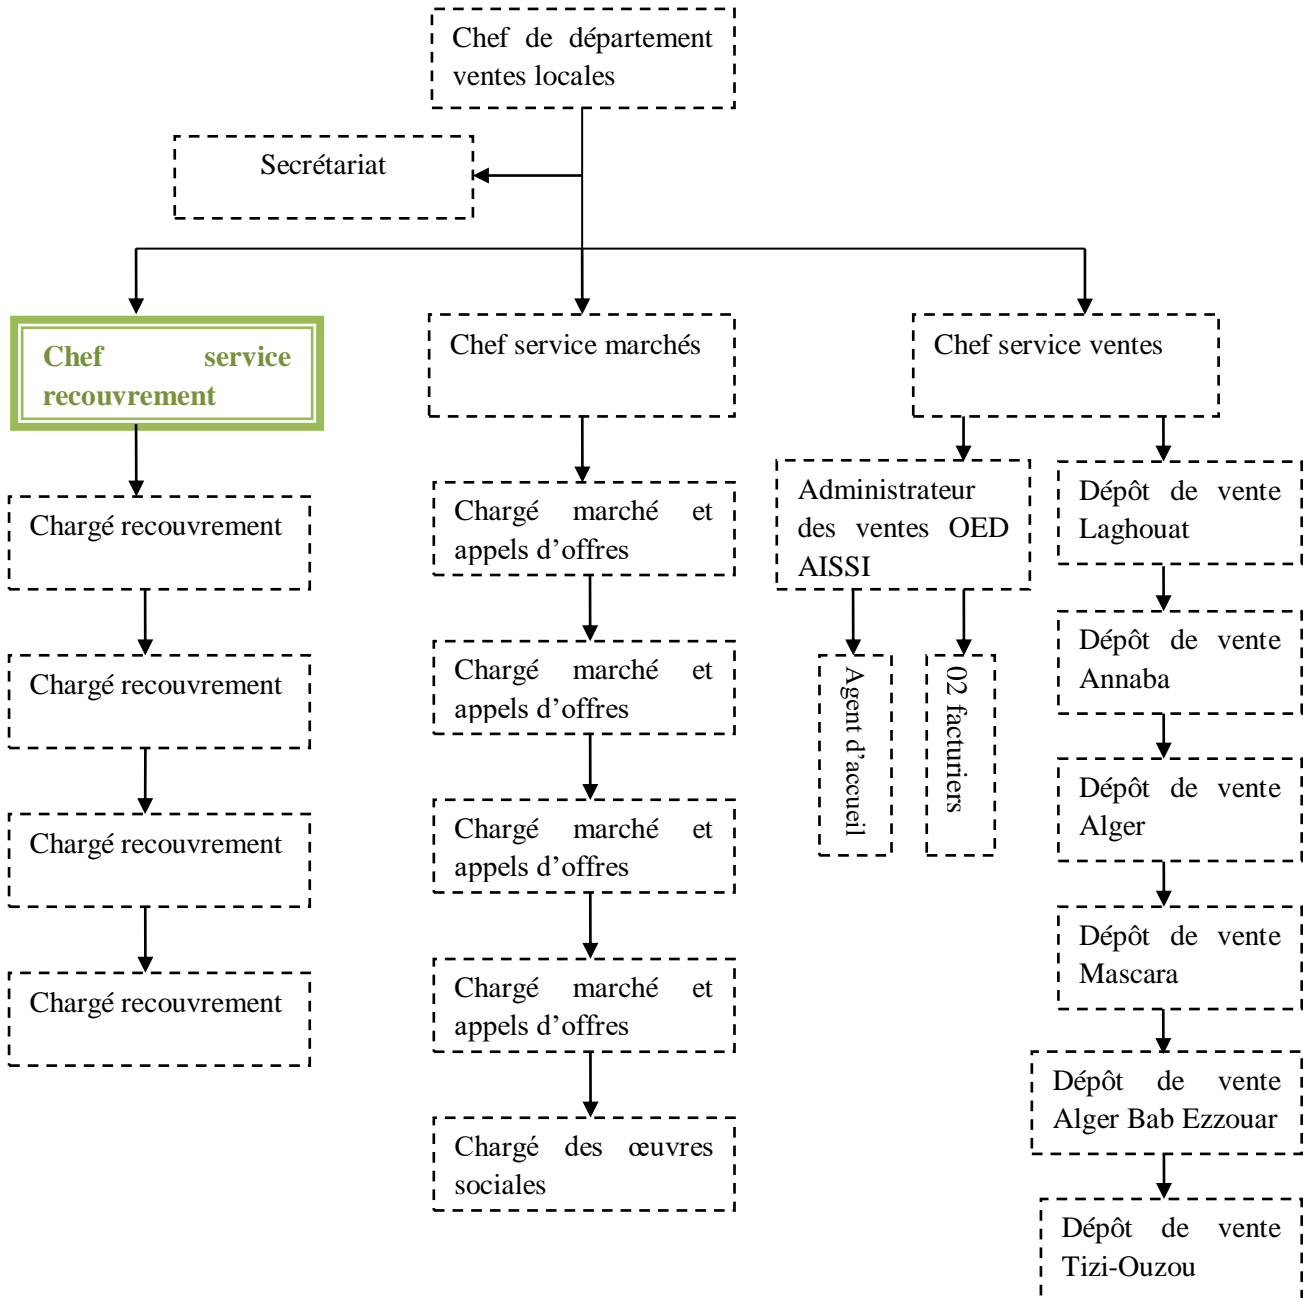 Chef de département
ventes locales
Secrétariat
Chef service
recouvrement
Chargé recouvrement
Chargé recouvrement
Chargé recouvrement
Chargé recouvrement
Chef service marchés
Chargé marché et
appels d’offres
Chargé marché et
appels d’offres
Chargé marché et
appels d’offres
Chargé marché et
appels d’offres
Chargé des œuvres
sociales
Chef service ventes
Administrateur
des ventes OED
AISSI
Agent d’accueil
02 facturiers
Dépôt de vente
Laghouat
Dépôt de vente
Annaba
Dépôt de vente
Alger
Dépôt de vente
Mascara
Dépôt de vente
Alger Bab Ezzouar
Dépôt de vente
Tizi-Ouzou